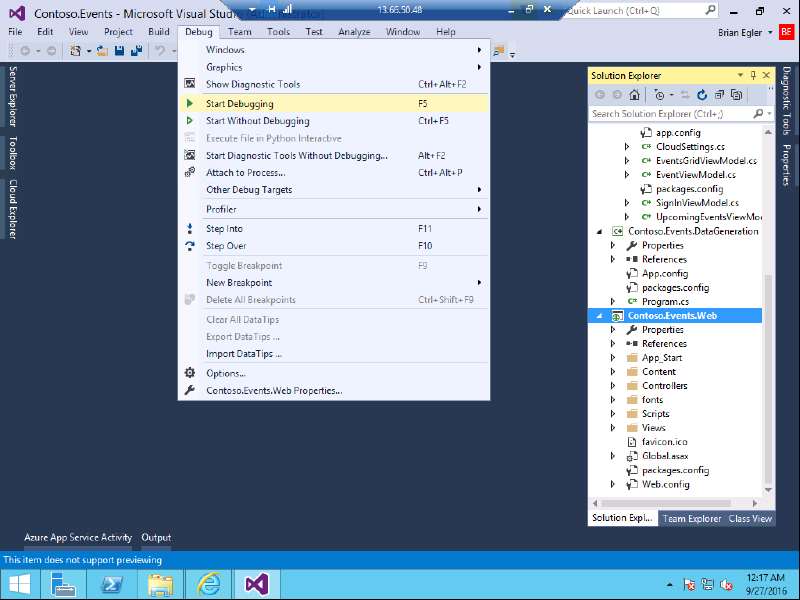 Contoso.Events - Microsoft Visual Studio
13.66.50.48
Quick Launch (Ctrl+Q)
File Edit View Project Build Debug Team Tools Test Analyze Window Help
Brian Egler BE
Server Explorer
Toolbox
Cloud Explorer
Windows
Graphics
Show Diagnostic Tools Ctrl+Alt+F2
Start Debugging F5
Start Without Debugging Ctrl+F5
Execute File in Python Interactive
Start Diagnostic Tools Without Debugging... Alt+F2
Attach to Process... Ctrl+Alt+P
Other Debug Targets
Profiler
Step Into F11
Step Over F10
Toggle Breakpoint F9
New Breakpoint
Delete All Breakpoints Ctrl+Shift+F9
Clear All DataTips
Export DataTips ...
Import DataTips ...
Options...
Contoso.Events.Web Properties...
Solution Explorer
Search Solution Explorer (Ctrl+;)
app.config
CloudSettings.cs
EventsGridViewModel.cs
EventViewModel.cs
packages.config
SignInViewModel.cs
UpcomingEventsViewMo
Contoso.Events.DataGeneration
Properties
References
App.config
packages.config
Program.cs
Contoso.Events.Web
Properties
References
App_Start
Content
Controllers
fonts
Scripts
Views
favicon.ico
Global.asax
packages.config
Web.config
Solution Expl... Team Explorer Class View
Diagnostic Tools
Properties
Azure App Service Activity Output
This item does not support previewing
12:17 AM
9/27/2016